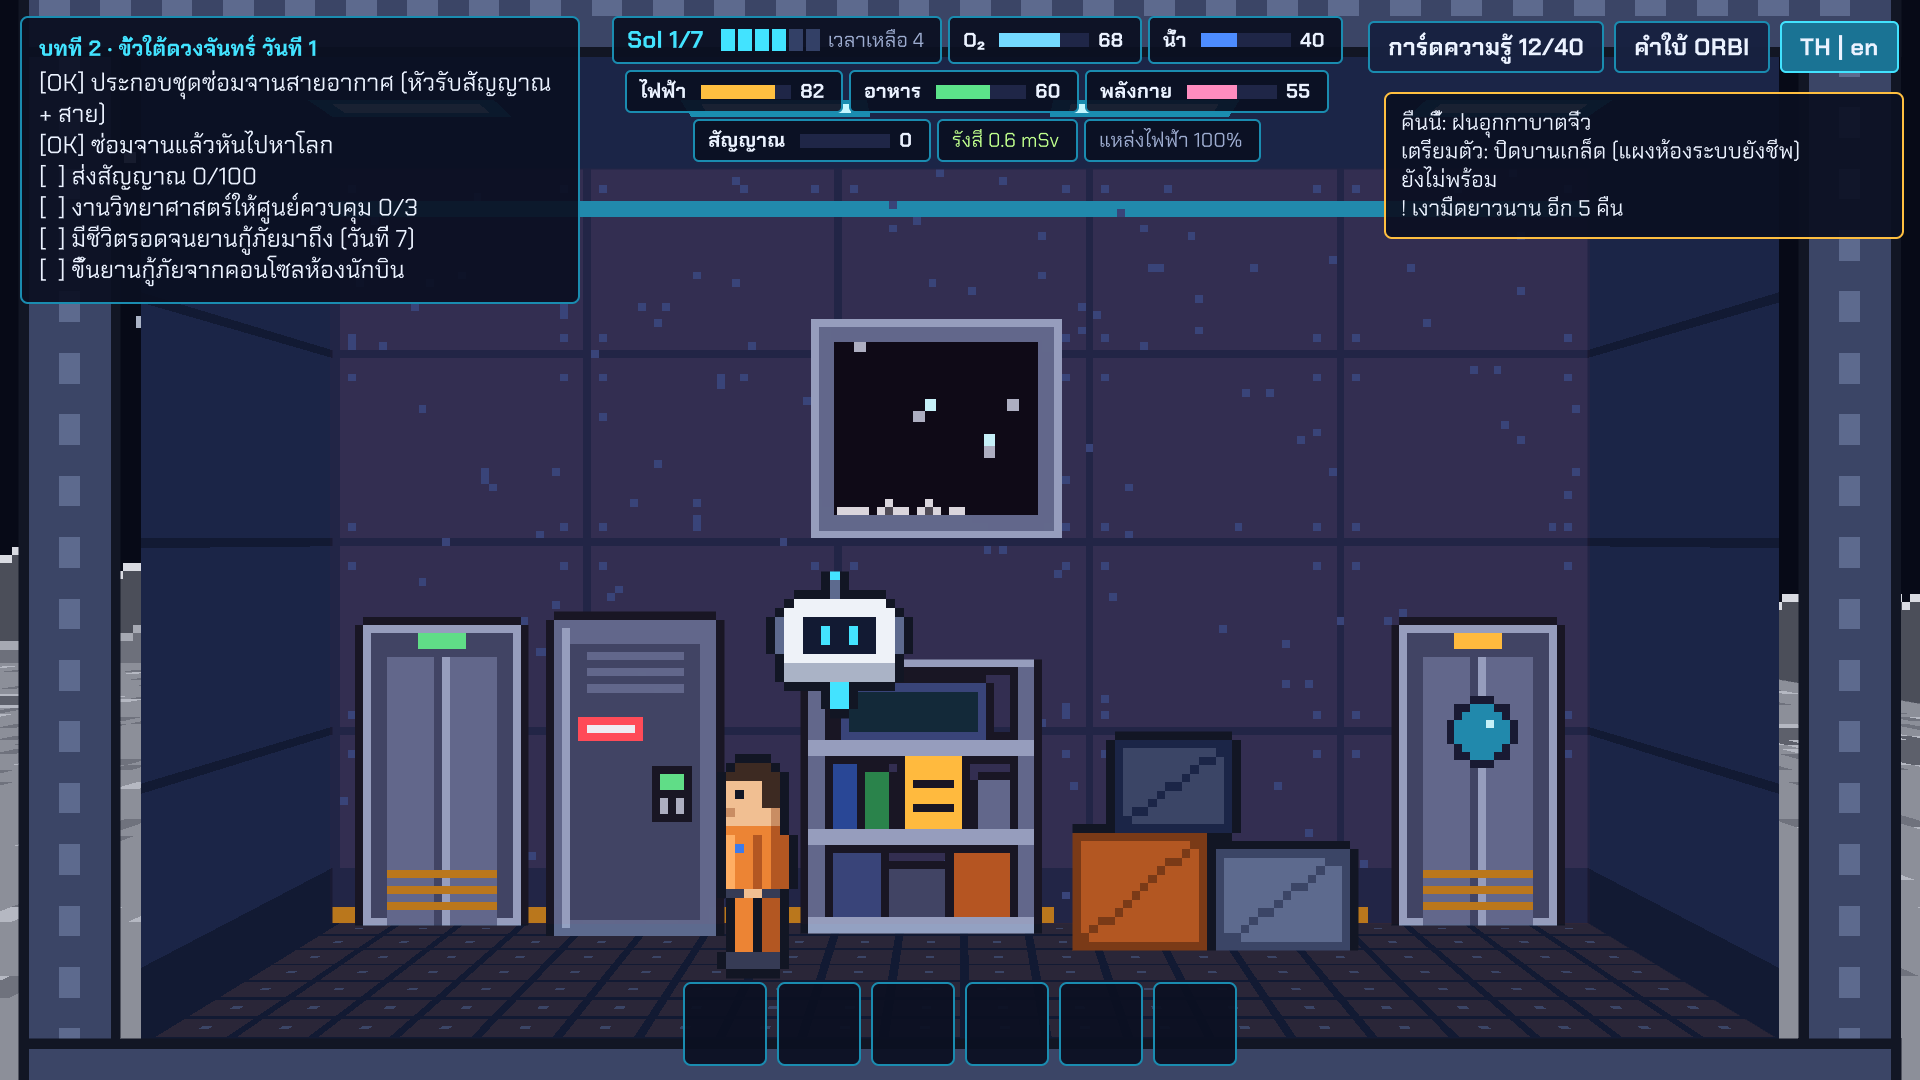 บทที่ 2 · ขั้วใต้ดวงจันทร์ วันที่ 1
[OK] ประกอบชุดซ่อมจานสายอากาศ (หัวรับสัญญาณ
+ สาย)
[OK] ซ่อมจานแล้วหันไปหาโลก
[ ] ส่งสัญญาณ 0/100
[ ] งานวิทยาศาสตร์ให้ศูนย์ควบคุม 0/3
[ ] มีชีวิตรอดจนยานกู้ภัยมาถึง (วันที่ 7)
[ ] ขึ้นยานกู้ภัยจากคอนโซลห้องนักบิน
Sol 1/7 เวลาเหลือ 4
O₂ 68
น้ำ 40
ไฟฟ้า 82
อาหาร 60
พลังกาย 55
สัญญาณ 0
รังสี 0.6 mSv
แหล่งไฟฟ้า 100%
การ์ดความรู้ 12/40
คำใบ้ ORBI
TH | en
คืนนี้: ฝนอุกกาบาตจิ๋ว
เตรียมตัว: ปิดบานเกล็ด (แผงห้องระบบยังชีพ)
ยังไม่พร้อม
! เงามืดยาวนาน อีก 5 คืน